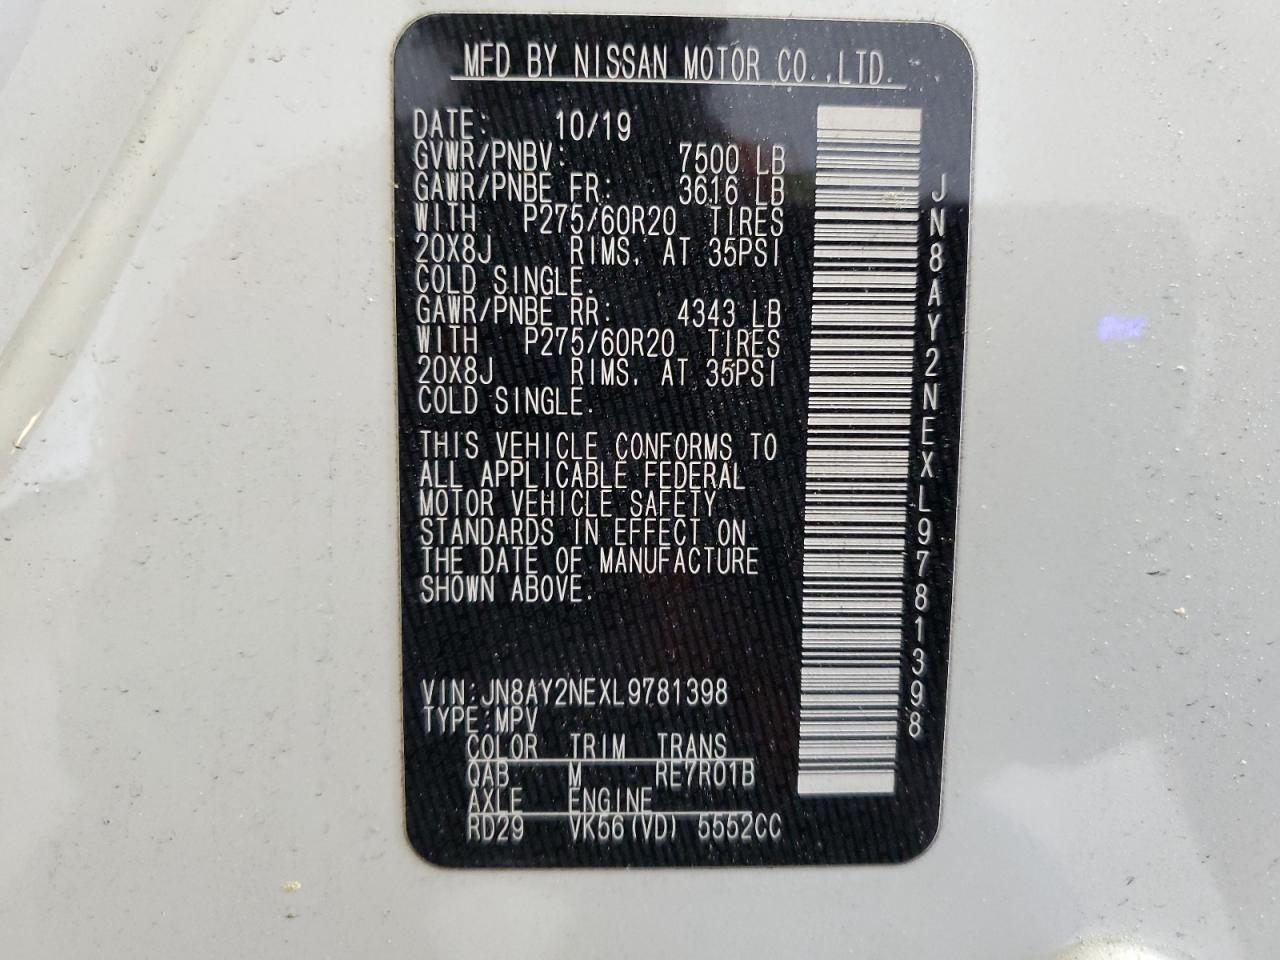 MFD BY NISSAN MOTOR CO.,LTD.
DATE: 10/19
GVWR/PNBV: 7500 LB
GAWR/PNBE FR: 3616 LB
WITH P275/60R20 TIRES
20X8J RIMS, AT 35PSI
COLD SINGLE.
GAWR/PNBE RR: 4343 LB
WITH P275/60R20 TIRES
20X8J RIMS, AT 35PSI
COLD SINGLE.
THIS VEHICLE CONFORMS TO
ALL APPLICABLE FEDERAL
MOTOR VEHICLE SAFETY
STANDARDS IN EFFECT ON
THE DATE OF MANUFACTURE
SHOWN ABOVE.
VIN:JN8AY2NEXL9781398
TYPE:MPV
COLOR TRIM TRANS
QAB M RE7R01B
AXLE ENGINE
RD29 VK56(VD) 5552CC
JN8AY2NEXL9781398